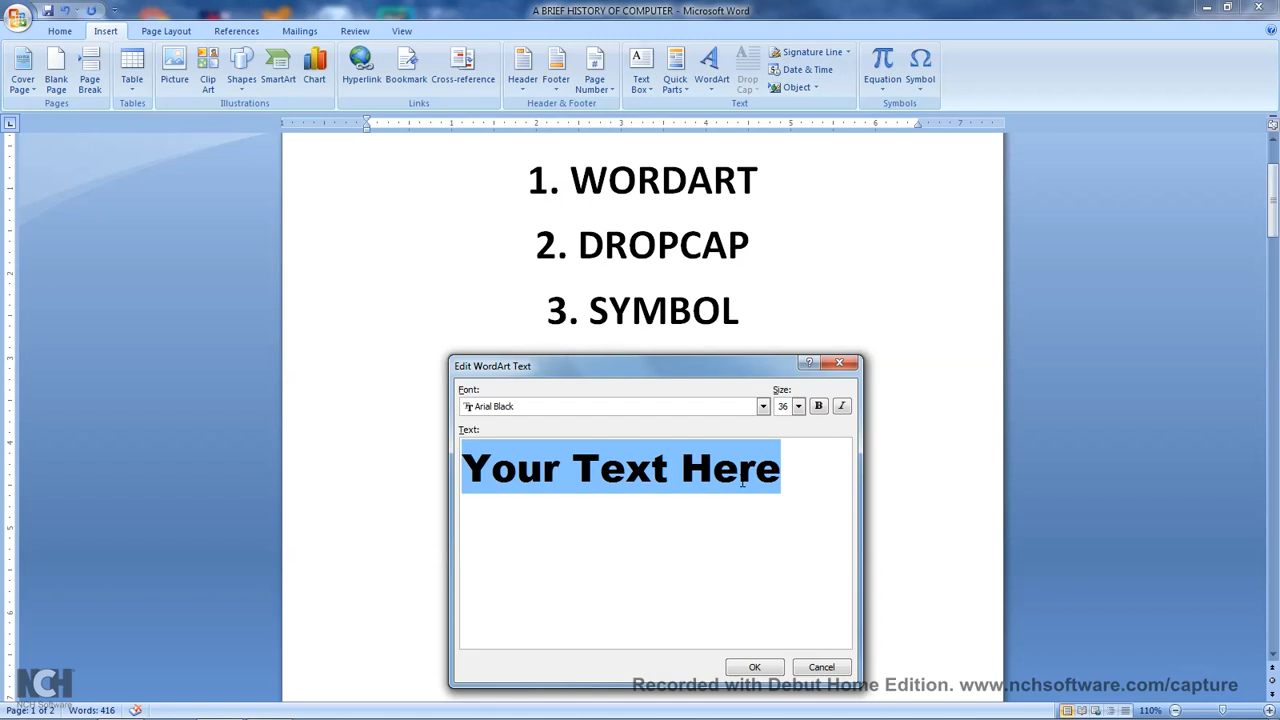 A BRIEF HISTORY OF COMPUTER - Microsoft Word
Home Insert Page Layout References Mailings Review View
Cover Page Blank Page Page Break Table Picture Clip Art Shapes SmartArt Chart Hyperlink Bookmark Cross-reference Header Footer Page Number Text Box Quick Parts WordArt Drop Cap Signature Line Date & Time Object Equation Symbol
Pages Tables Illustrations Links Header & Footer Text Symbols
1. WORDART
2. DROPCAP
3. SYMBOL
Edit WordArt Text
Font: Size:
Arial Black 36 B I
Text:
Your Text Here
OK Cancel
NCH
NCH Software
Recorded with Debut Home Edition. www.nchsoftware.com/capture
Page: 1 of 2 Words: 416 110%